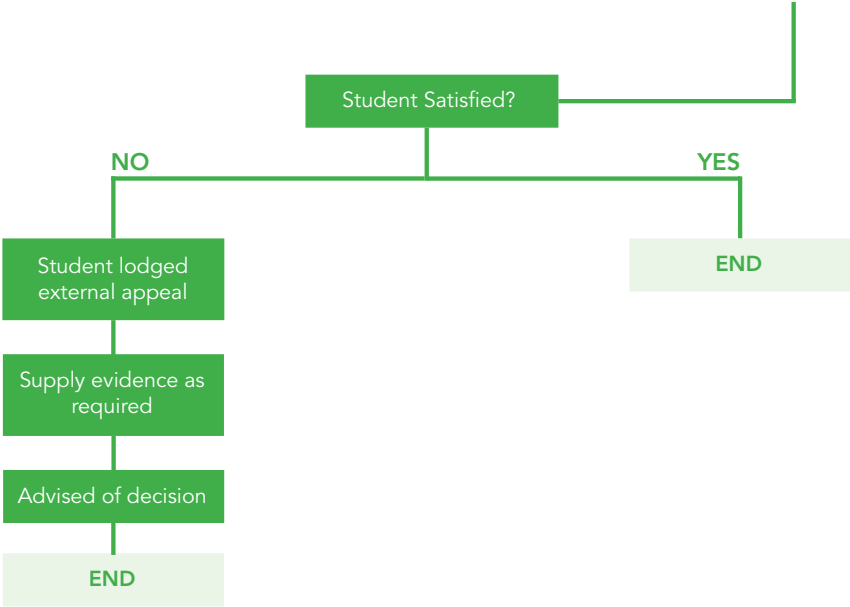 Student Satisfied?
NO
YES
Student lodged
external appeal
END
Supply evidence as
required
Advised of decision
END